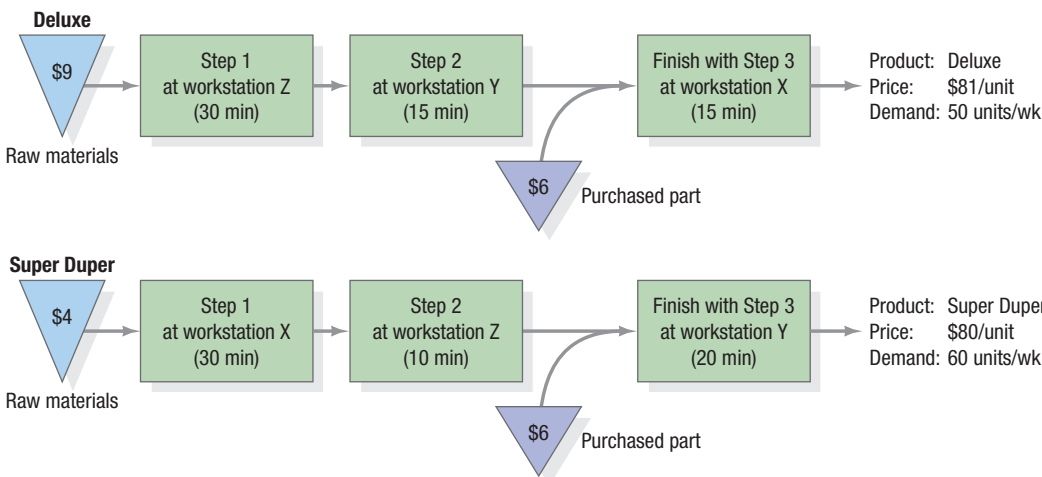 Deluxe
$9
Raw materials
Step 1
at workstation Z
(30 min)
Step 2
at workstation Y
(15 min)
$6
Purchased part
Finish with Step 3
at workstation X
(15 min)
Product: Deluxe
Price: $81/unit
Demand: 50 units/wk
Super Duper
$4
Raw materials
Step 1
at workstation X
(30 min)
Step 2
at workstation Z
(10 min)
$6
Purchased part
Finish with Step 3
at workstation Y
(20 min)
Product: Super Duper
Price: $80/unit
Demand: 60 units/wk